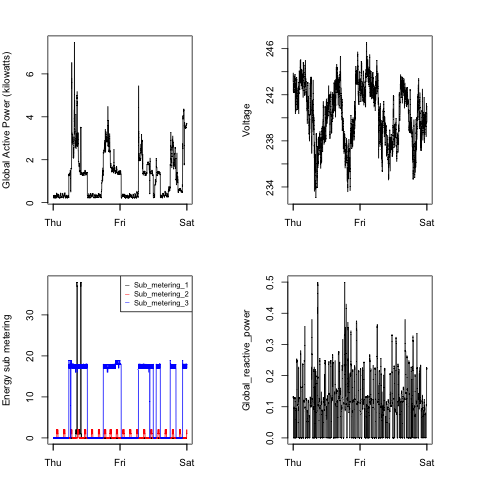 Global Active Power (kilowatts)
6
4
2
0
Thu
Fri
Sat
Voltage
246
242
238
234
Thu
Fri
Sat
Energy sub metering
30
20
10
0
Sub_metering_1
Sub_metering_2
Sub_metering_3
Thu
Fri
Sat
Global_reactive_power
0.5
0.4
0.3
0.2
0.1
0.0
Thu
Fri
Sat